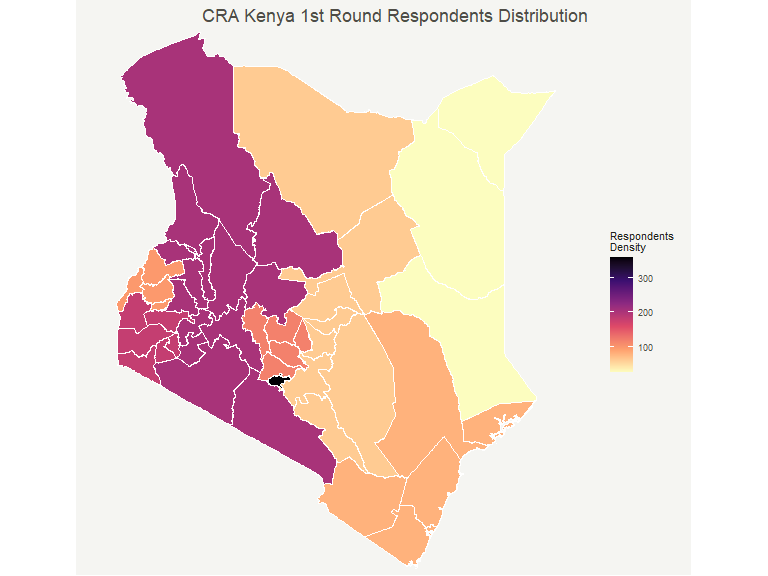 CRA Kenya 1st Round Respondents Distribution
Respondents
Density
300
200
100